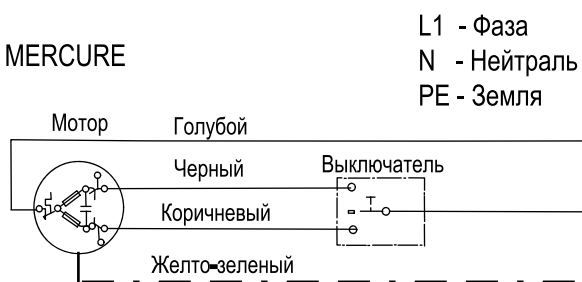 MERCURE
L1 - Фаза
N - Нейтраль
PE - Земля
Мотор
Голубой
Черный
Выключатель
Коричневый
Желто-зеленый